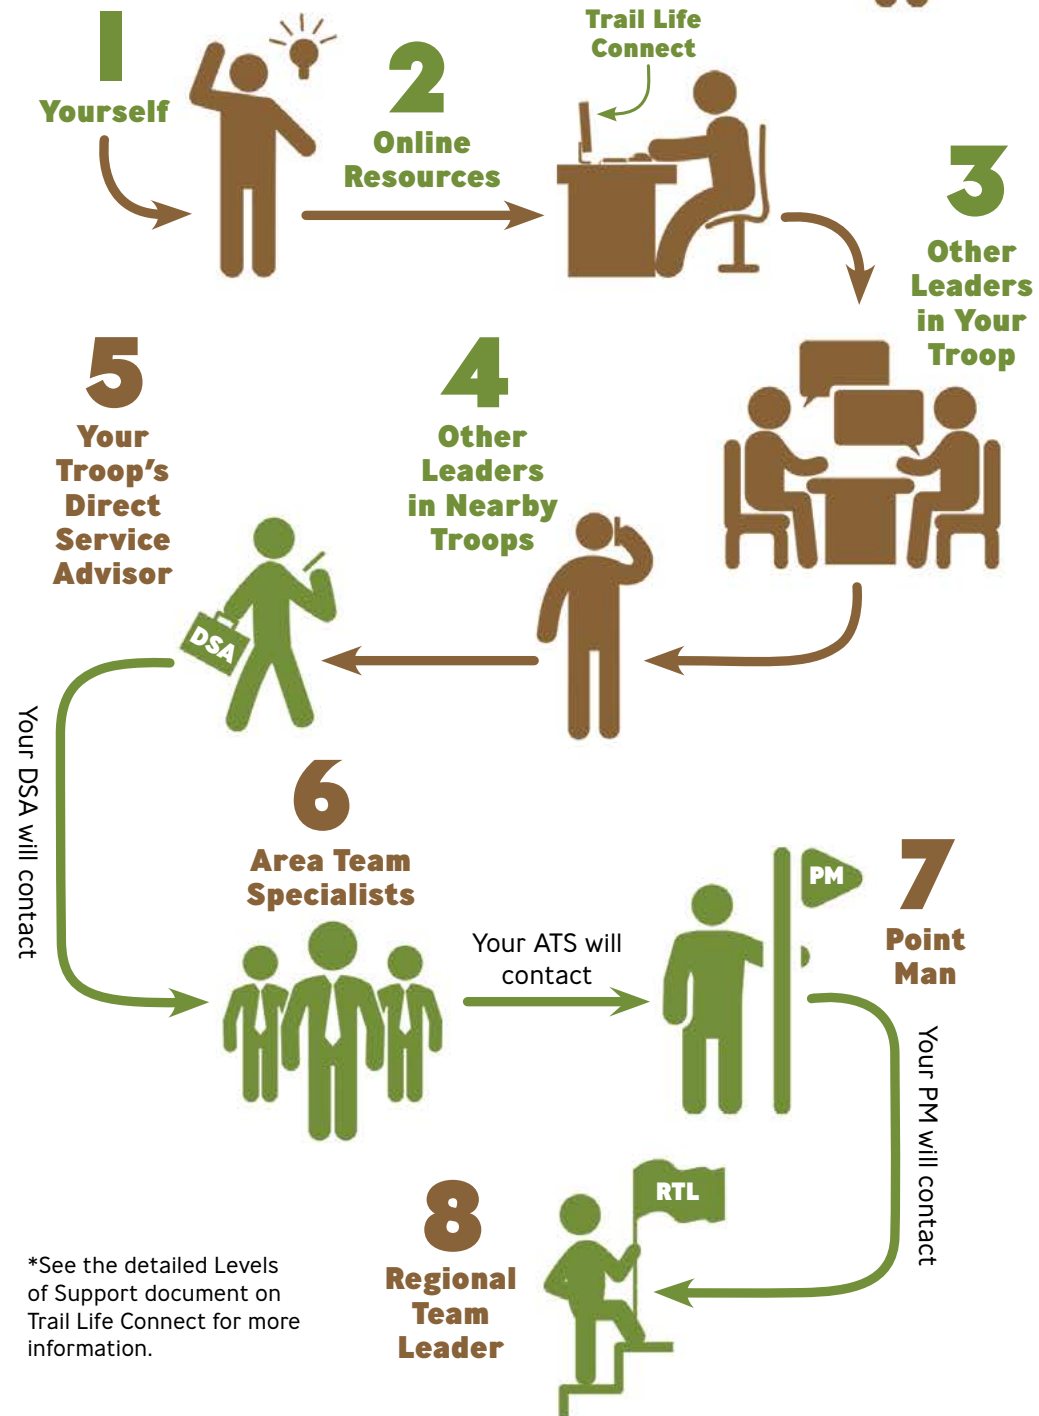 1
Yourself
2
Online
Resources
Trail Life
Connect
3
Other
Leaders
in Your
Troop
4
Other
Leaders
in Nearby
Troops
5
Your
Troop’s
Direct
Service
Advisor
DSA
Your DSA will contact
6
Area Team
Specialists
Your ATS will
contact
PM
7
Point
Man
Your PM will contact
RTL
8
Regional
Team
Leader
*See the detailed Levels
of Support document on
Trail Life Connect for more
information.